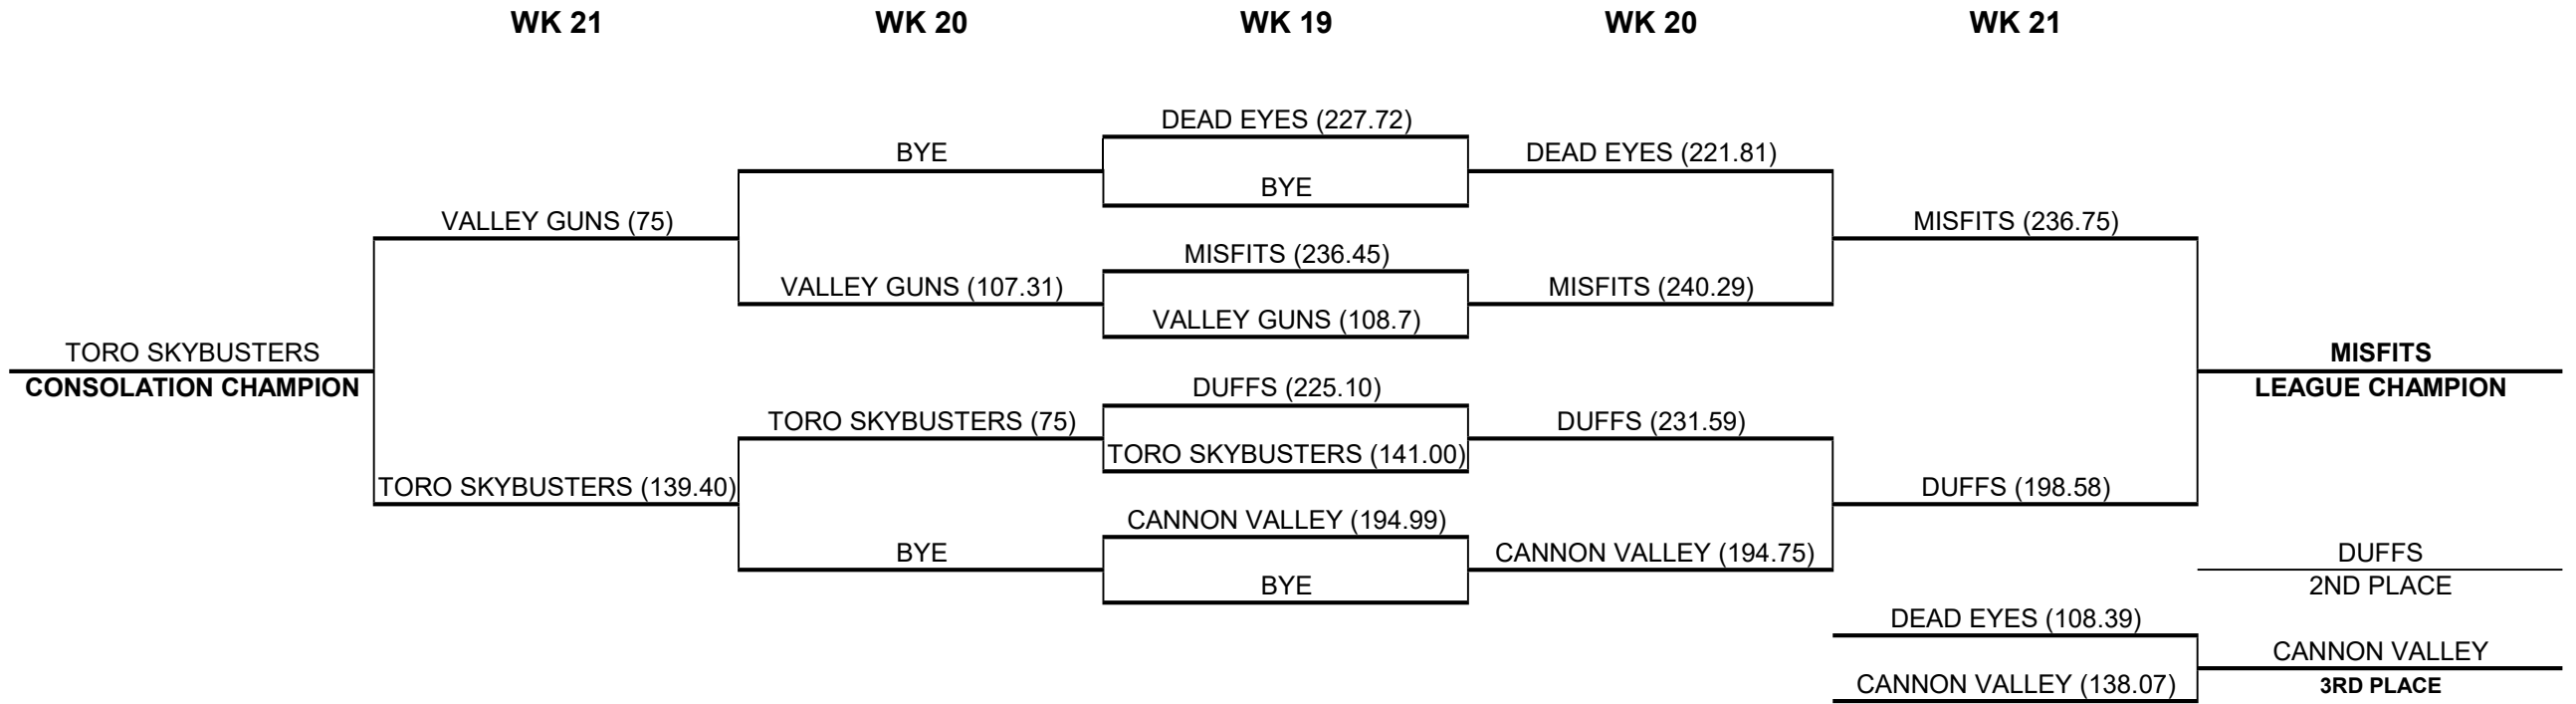 WK 21 WK 20 WK 19 WK 20 WK 21
DEAD EYES (227.72)
BYE DEAD EYES (221.81)
BYE
VALLEY GUNS (75) MISFITS (236.75)
MISFITS (236.45)
VALLEY GUNS (107.31) MISFITS (240.29)
VALLEY GUNS (108.7)
TORO SKYBUSTERS MISFITS
CONSOLATION CHAMPION DUFFS (225.10) LEAGUE CHAMPION
TORO SKYBUSTERS (75) DUFFS (231.59)
TORO SKYBUSTERS (141.00)
TORO SKYBUSTERS (139.40) DUFFS (198.58)
CANNON VALLEY (194.99)
BYE CANNON VALLEY (194.75) DUFFS
BYE 2ND PLACE
DEAD EYES (108.39)
CANNON VALLEY
CANNON VALLEY (138.07) 3RD PLACE